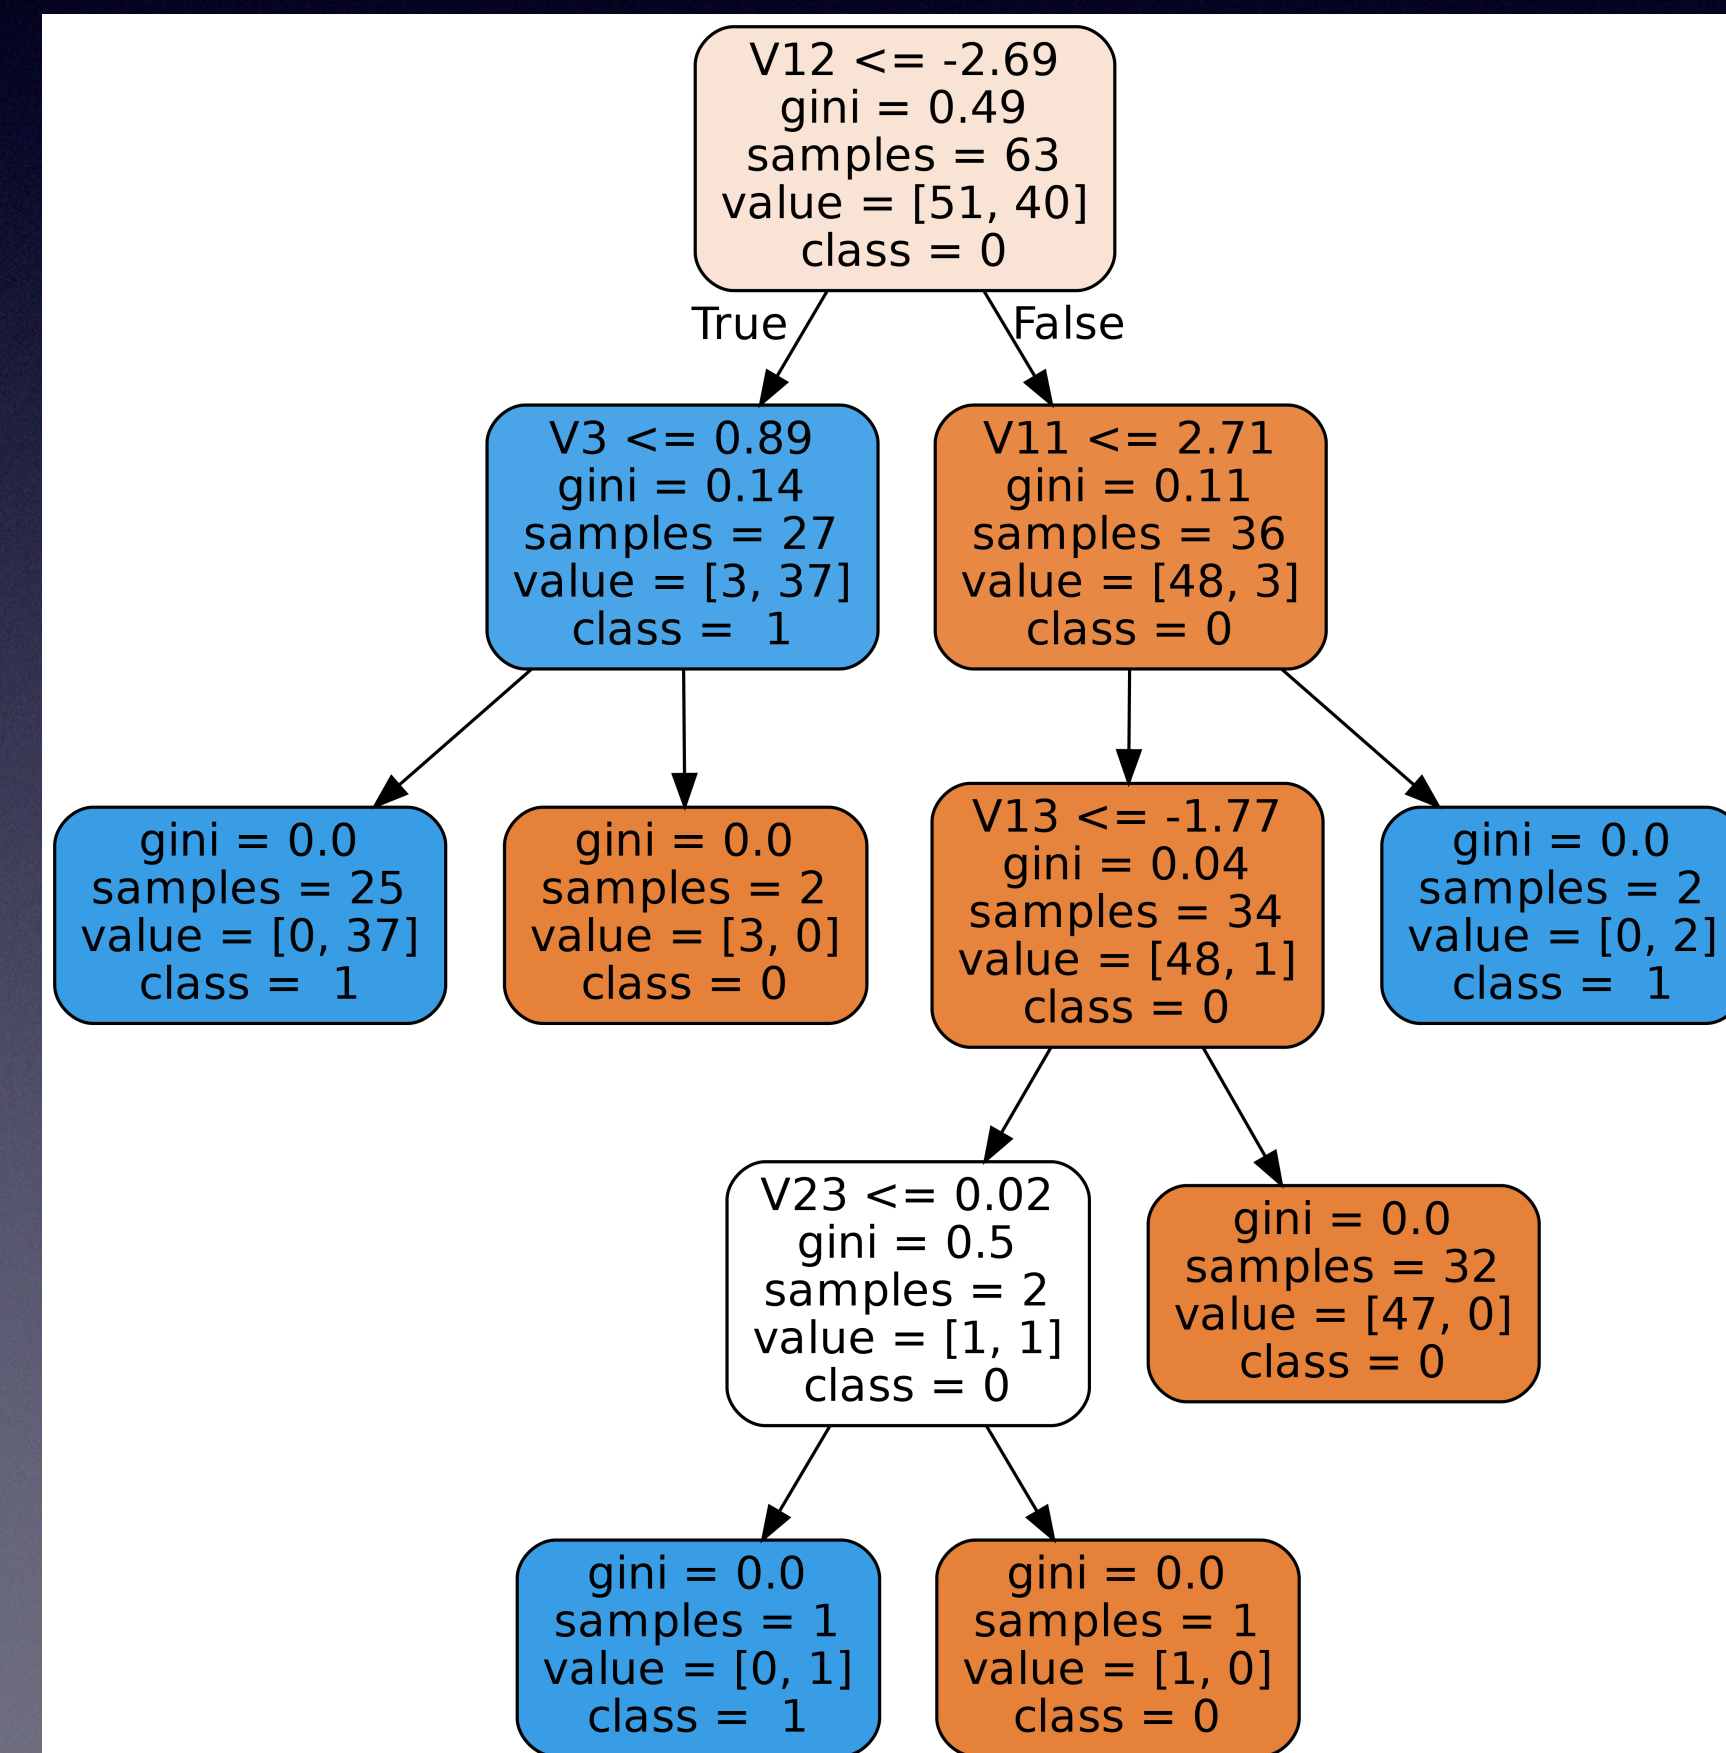 V12 <= -2.69
gini = 0.49
samples = 63
value = [51, 40]
class = 0
True
False
V3 <= 0.89
gini = 0.14
samples = 27
value = [3, 37]
class =  1
V11 <= 2.71
gini = 0.11
samples = 36
value = [48, 3]
class = 0
gini = 0.0
samples = 25
value = [0, 37]
class =  1
gini = 0.0
samples = 2
value = [3, 0]
class = 0
V13 <= -1.77
gini = 0.04
samples = 34
value = [48, 1]
class = 0
gini = 0.0
samples = 2
value = [0, 2]
class =  1
V23 <= 0.02
gini = 0.5
samples = 2
value = [1, 1]
class = 0
gini = 0.0
samples = 32
value = [47, 0]
class = 0
gini = 0.0
samples = 1
value = [0, 1]
class =  1
gini = 0.0
samples = 1
value = [1, 0]
class = 0